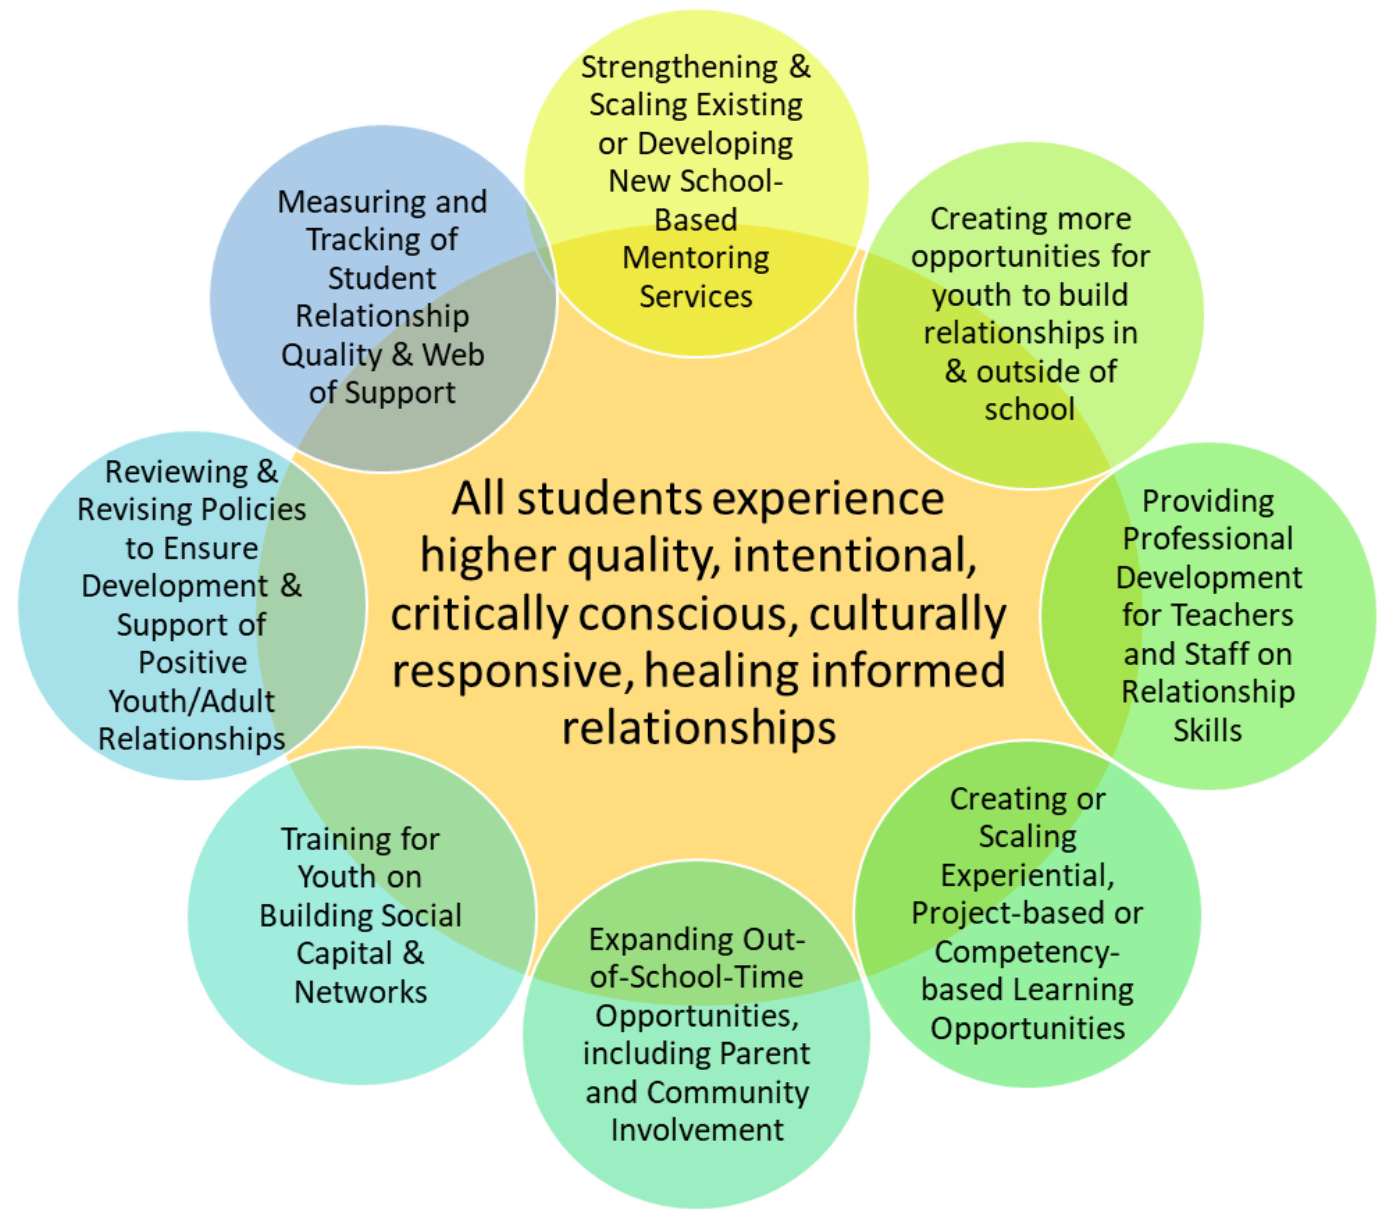 Strengthening &
Scaling Existing
or Developing
New School-
Based
Mentoring
Services
Creating more
opportunities for
youth to build
relationships in
& outside of
school
Providing
Professional
Development
for Teachers
and Staff on
Relationship
Skills
Creating or
Scaling
Experiential,
Project-based or
Competency-
based Learning
Opportunities
Expanding Out-
of-School-Time
Opportunities,
including Parent
and Community
Involvement
Training for
Youth on
Building Social
Capital &
Networks
Reviewing &
Revising Policies
to Ensure
Development &
Support of
Positive
Youth/Adult
Relationships
Measuring and
Tracking of
Student
Relationship
Quality & Web
of Support
All students experience
higher quality, intentional,
critically conscious, culturally
responsive, healing informed
relationships